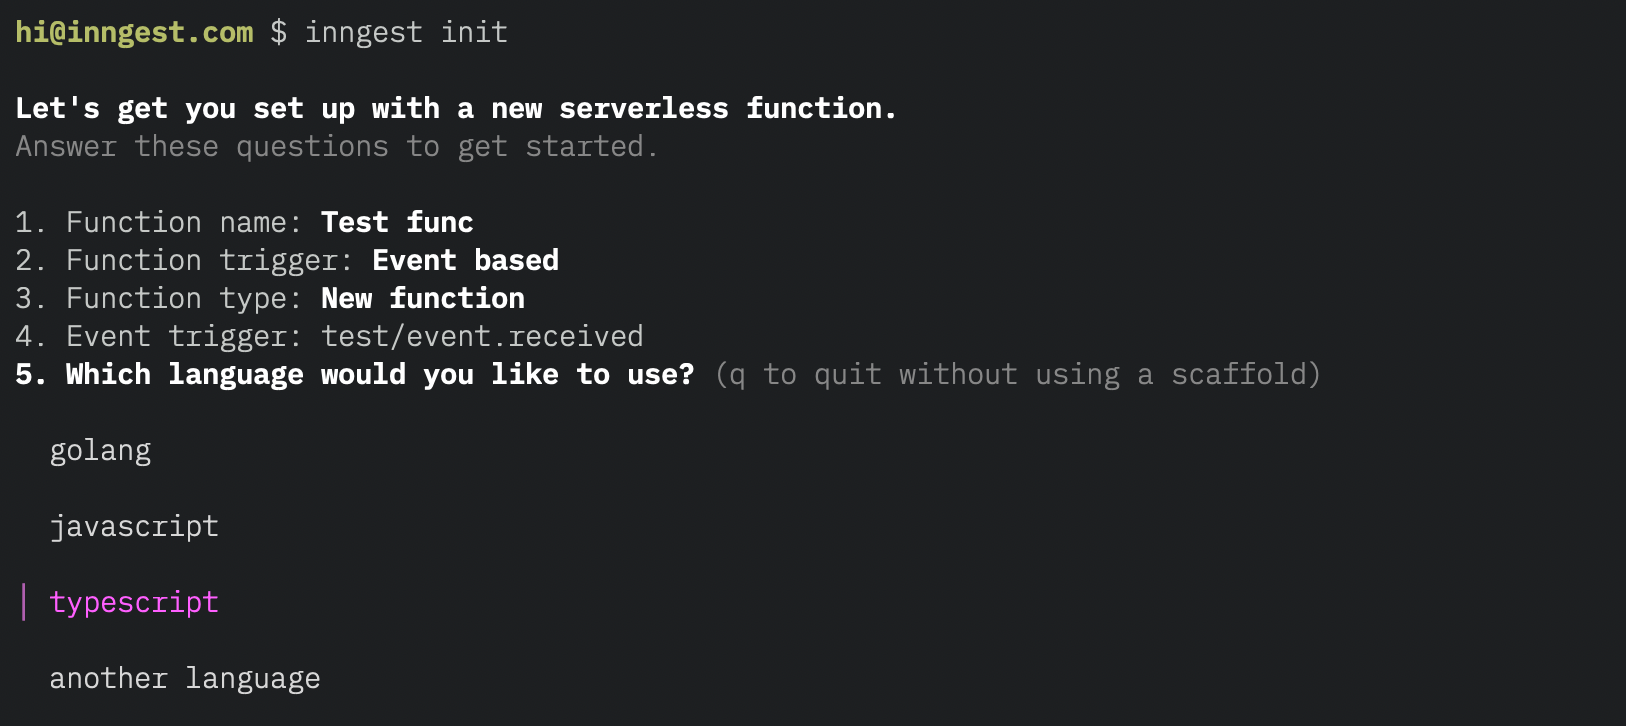 hi@inngest.com $ inngest init
Let's get you set up with a new serverless function.
Answer these questions to get started.
1. Function name: Test func
2. Function trigger: Event based
3. Function type: New function
4. Event trigger: test/event.received
5. Which language would you like to use? (q to quit without using a scaffold)
golang
javascript
typescript
another language